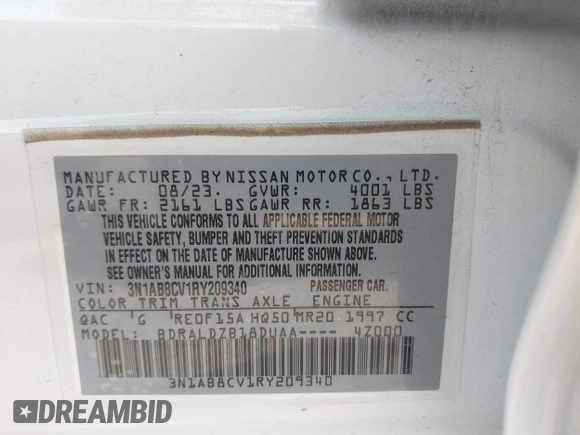 MANUFACTURED BY NISSAN MOTOR CO., LTD.
DATE: 08/23. GVWR: 4001 LBS
GAWR FR: 2161 LBS GAWR RR: 1863 LBS
THIS VEHICLE CONFORMS TO ALL APPLICABLE FEDERAL MOTOR
VEHICLE SAFETY, BUMPER AND THEFT PREVENTION STANDARDS
IN EFFECT ON THE DATE OF MANUFACTURE SHOWN ABOVE.
SEE OWNER'S MANUAL FOR ADDITIONAL INFORMATION.
VIN: 3N1AB8CV1RY209340 PASSENGER CAR.
COLOR TRIM TRANS AXLE ENGINE
QAC G RE0F15A HQ50 MR20 1997 CC
MODEL: BDRALDZB18DUAA---- 4Z000
3N1AB8CV1RY209340
DREAMBID
odometer.bid